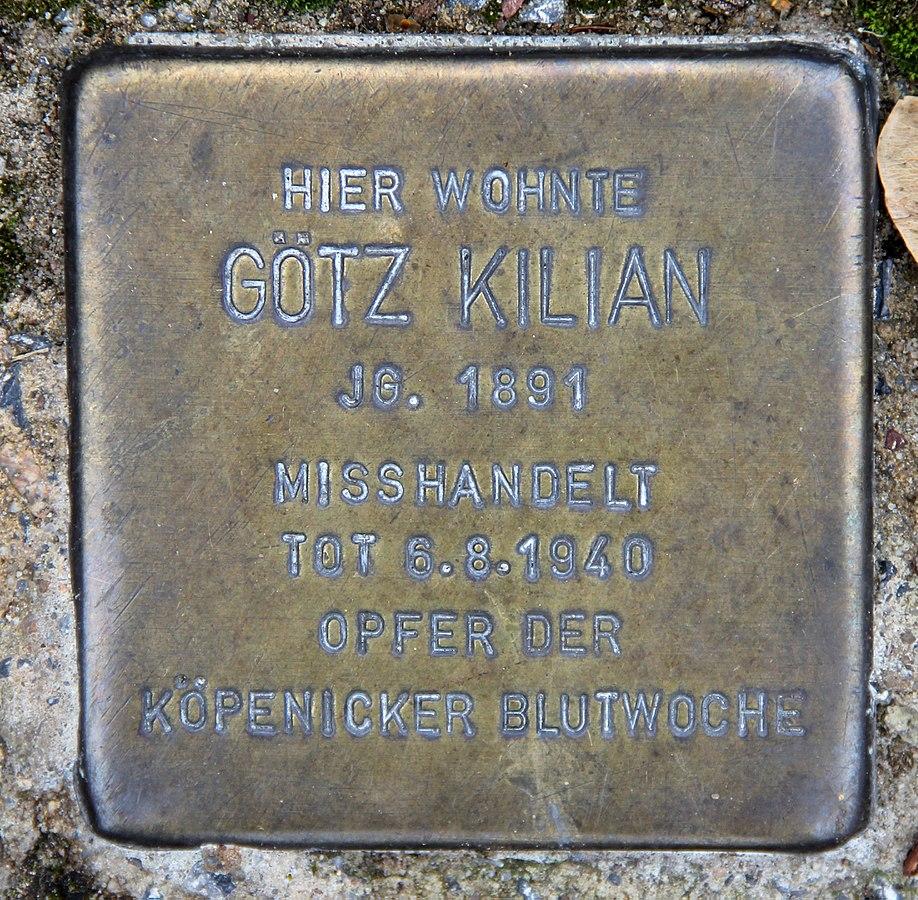 HIER WOHNTE
GÖTZ KILIAN
JG. 1891
MISSHANDELT
TOT 6.8.1940
OPFER DER
KÖPENICKER BLUTWOCHE